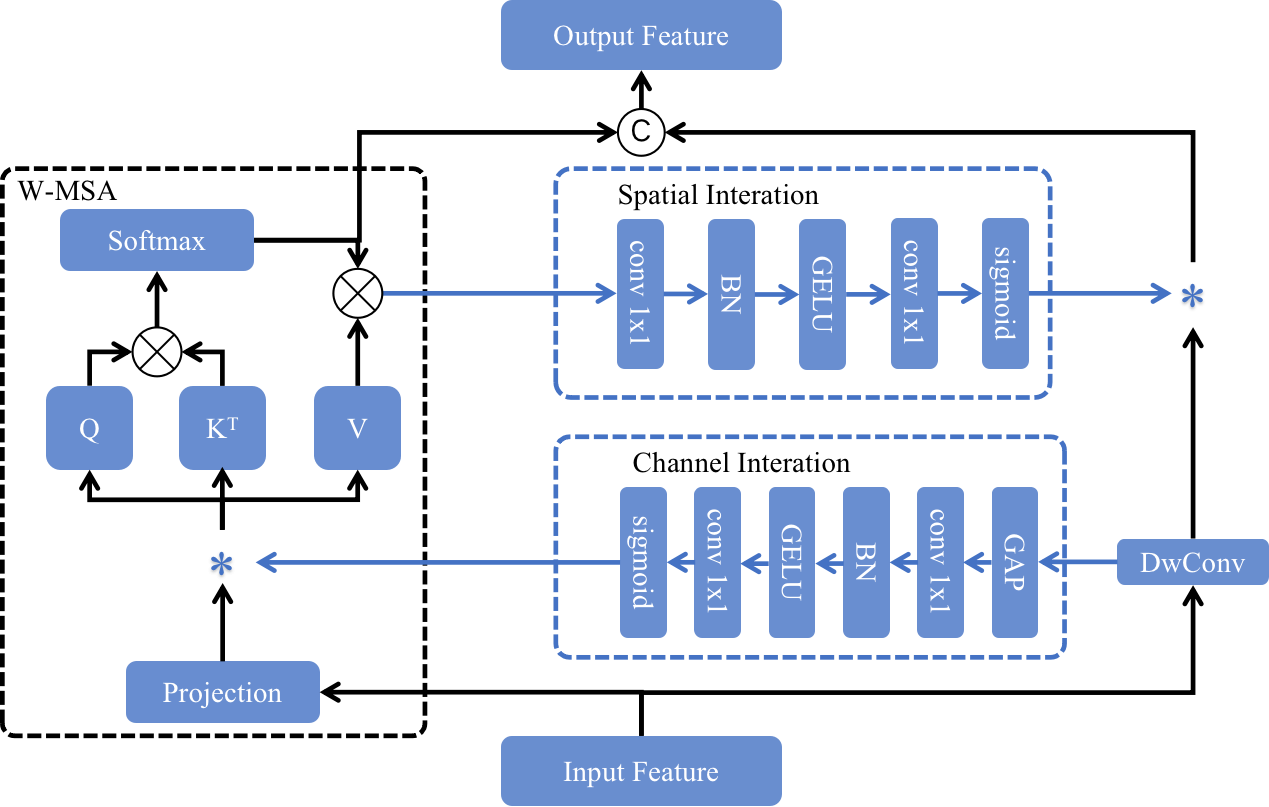 Output Feature
C
W-MSA
Softmax
Q
K^T
V
*
Projection
Spatial Interation
conv 1x1
BN
GELU
conv 1x1
sigmoid
*
Channel Interation
sigmoid
conv 1x1
GELU
BN
conv 1x1
GAP
DwConv
Input Feature